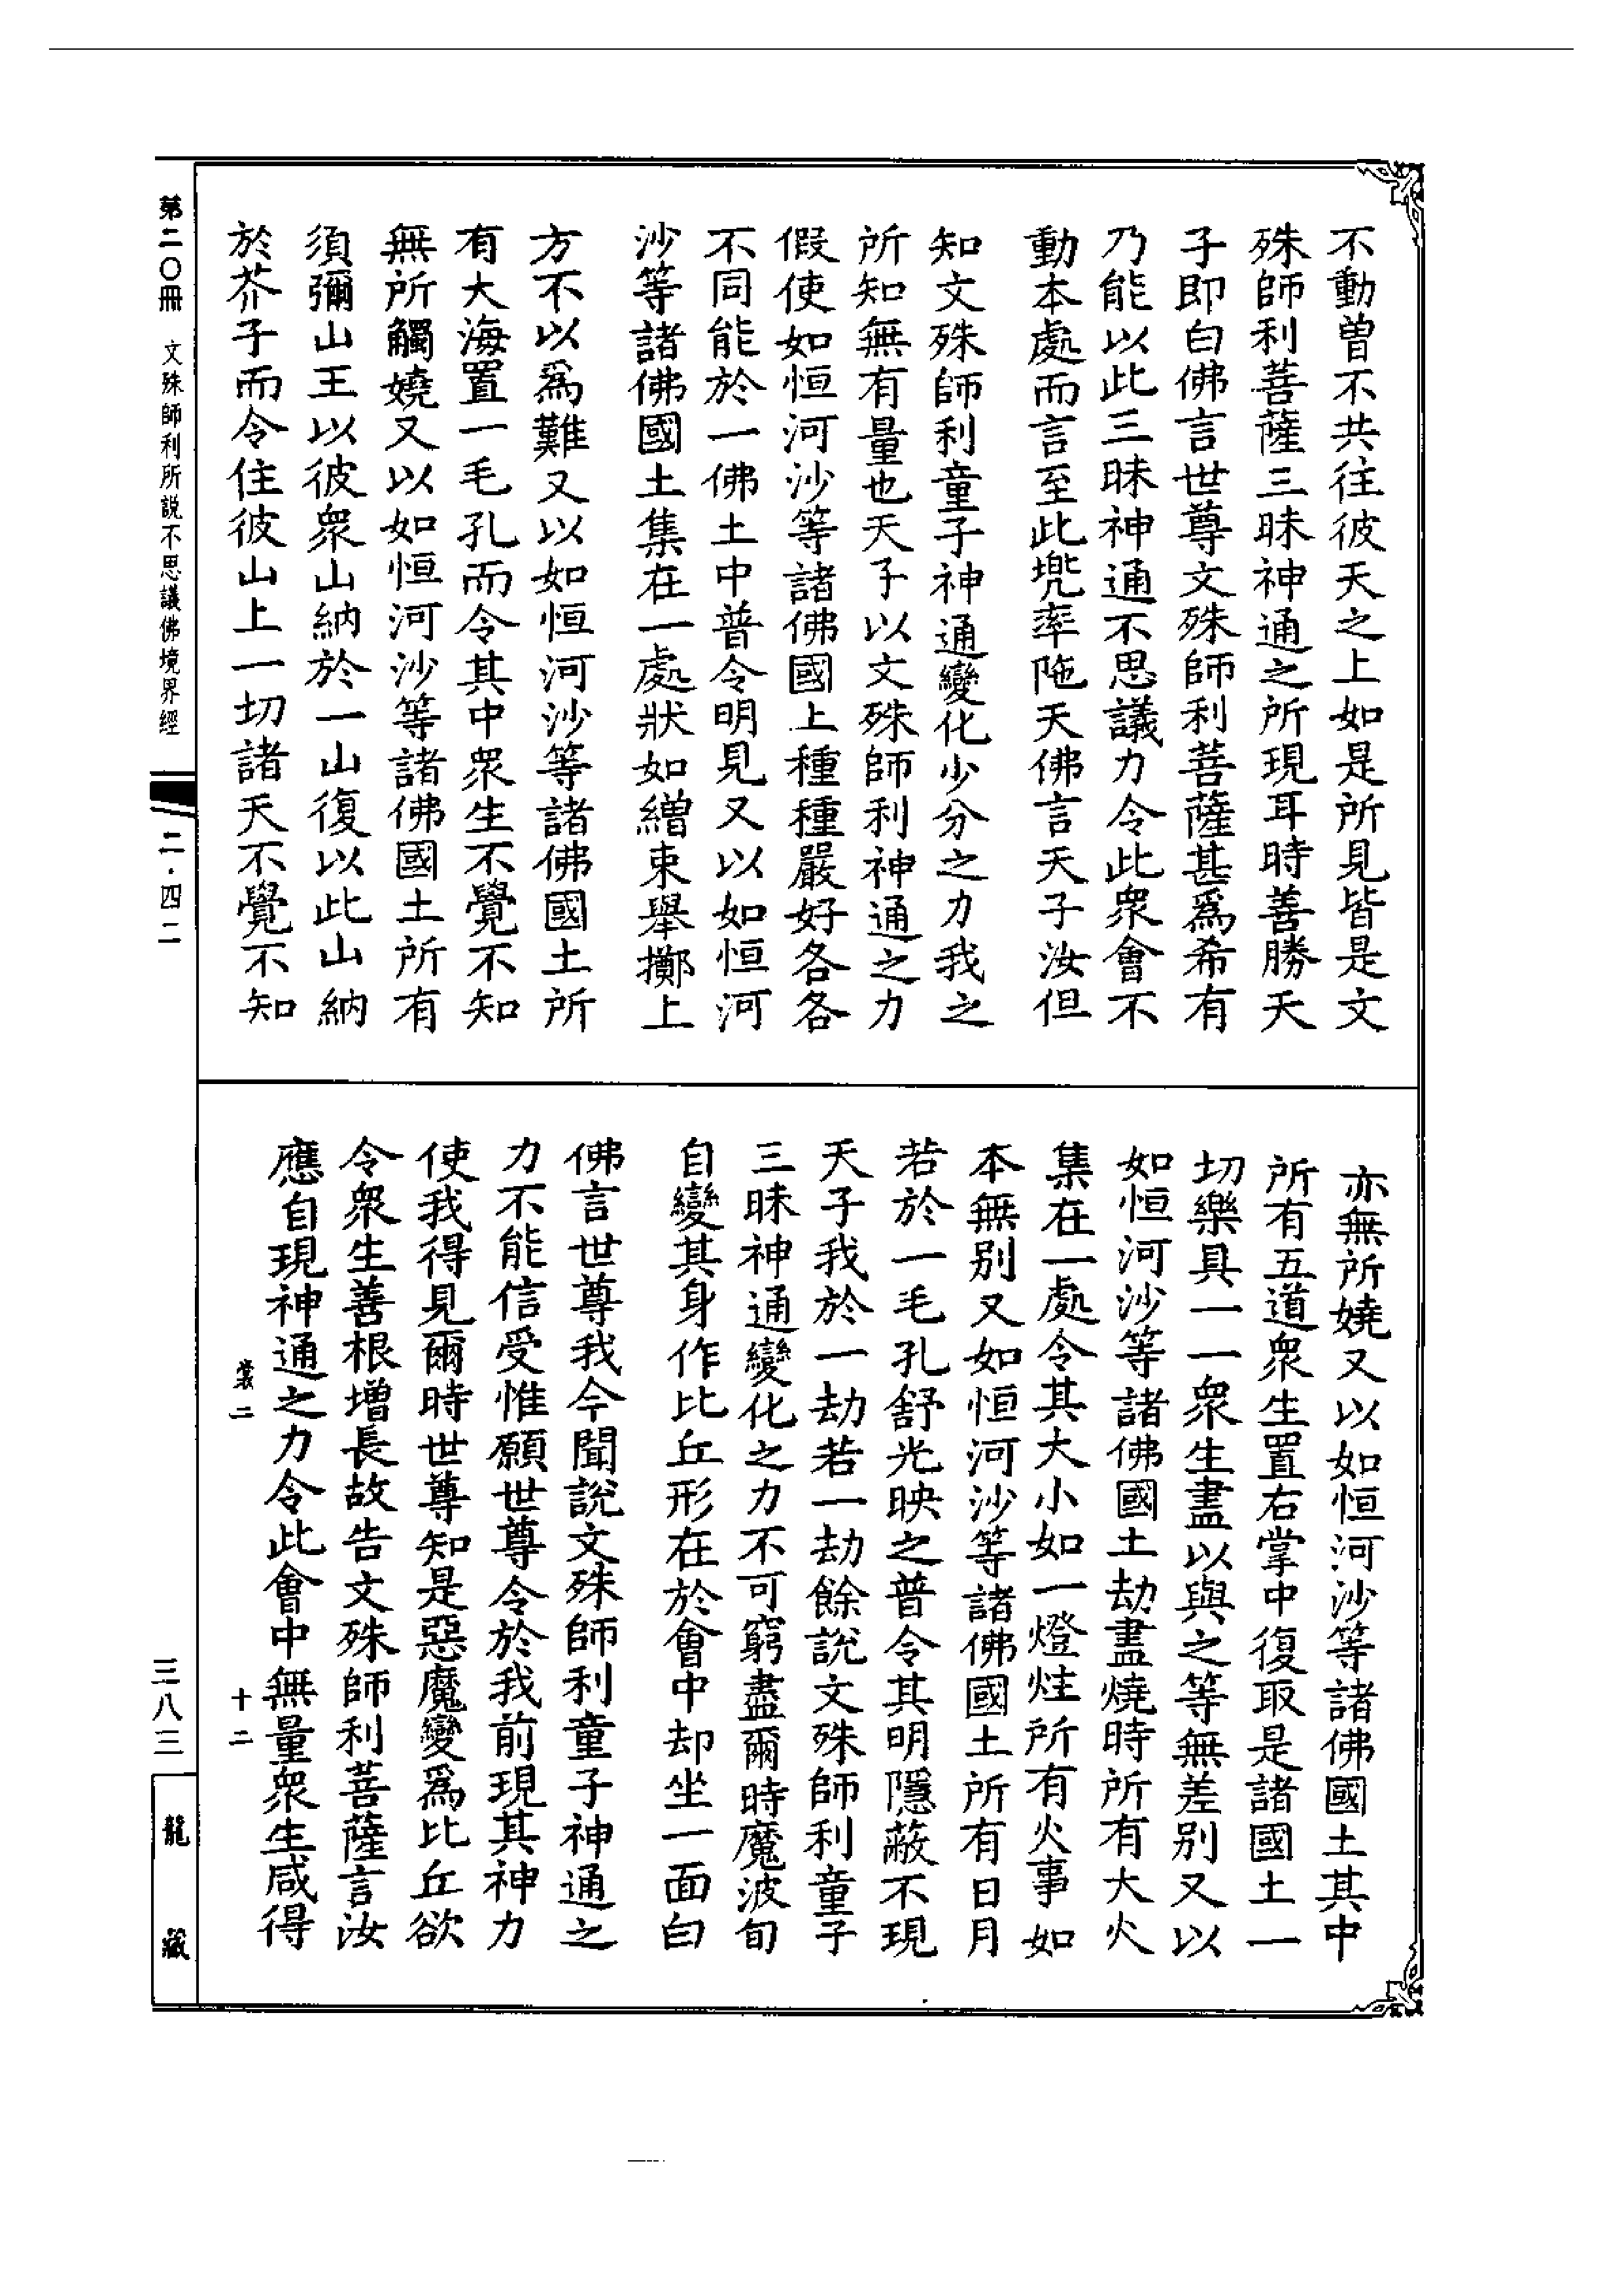 不動曾不共往彼天之上如是所見皆是文
殊師利菩薩三昧神通之所現耳時善勝天
子即白佛言世尊文殊師利菩薩甚爲希有
乃能以此三昧神通不思議力令此衆會不
動本處而言至此兠率陁天佛言天子汝但
知文殊師利童子神通變化少分之力我之
所知無有量也天子以文殊師利神通之力
假使如恒河沙等諸佛國土種種嚴好各各
不同能於一佛土中普令明見又以如恒河
沙等諸佛國土集在一處狀如繒束舉擲上
方不以爲難又以如恒河沙等諸佛國土所
有大海置一毛孔而令其中衆生不覺不知
無所觸嬈又以如恒河沙等諸佛國土所有
須彌山王以彼衆山納於一山復以此山納
於芥子而令住彼山上一切諸天不覺不知
亦無所嬈又以如恒河沙等諸佛國土其中
所有五道衆生置右掌中復取是諸國土一
切樂具一一衆生盡以與之等無差别又以
如恒河沙等諸佛國土劫盡燒時所有大火
集在一處令其大小如一燈炷所有火事如
本無别又如恒河沙等諸佛國土所有日月
若於一毛孔舒光映之普令其明隱蔽不現
天子我於一劫若一劫餘說文殊師利童子
三昧神通變化之力不可窮盡爾時魔波旬
自變其身作比丘形在於會中却坐一面白
佛言世尊我今聞說文殊師利童子神通之
力不能信受惟願世尊令於我前現其神力
使我得見爾時世尊知是惡魔變爲比丘欲
令衆生善根增長故告文殊師利菩薩言汝
應自現神通之力令此會中無量衆生咸得
裳二 十二
第二〇冊 文殊師利所説不思議佛境界經
二·四二
三八三
龍藏